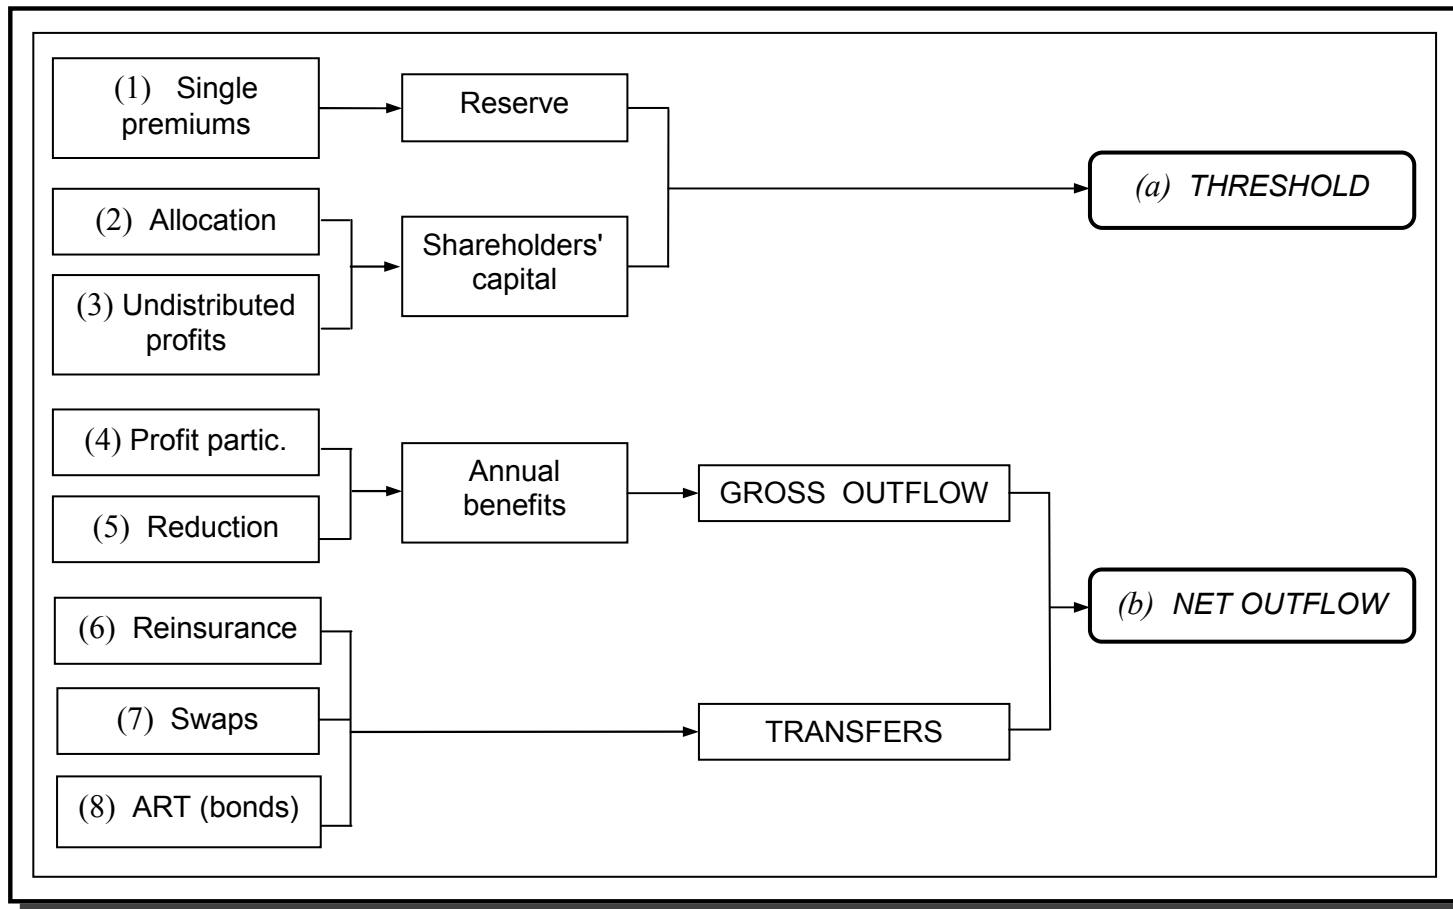 (1) Single
premiums
Reserve
(a) THRESHOLD
(2) Allocation
Shareholders'
capital
(3) Undistributed
profits
(4) Profit partic.
Annual
benefits
GROSS OUTFLOW
(5) Reduction
(b) NET OUTFLOW
(6) Reinsurance
(7) Swaps
TRANSFERS
(8) ART (bonds)